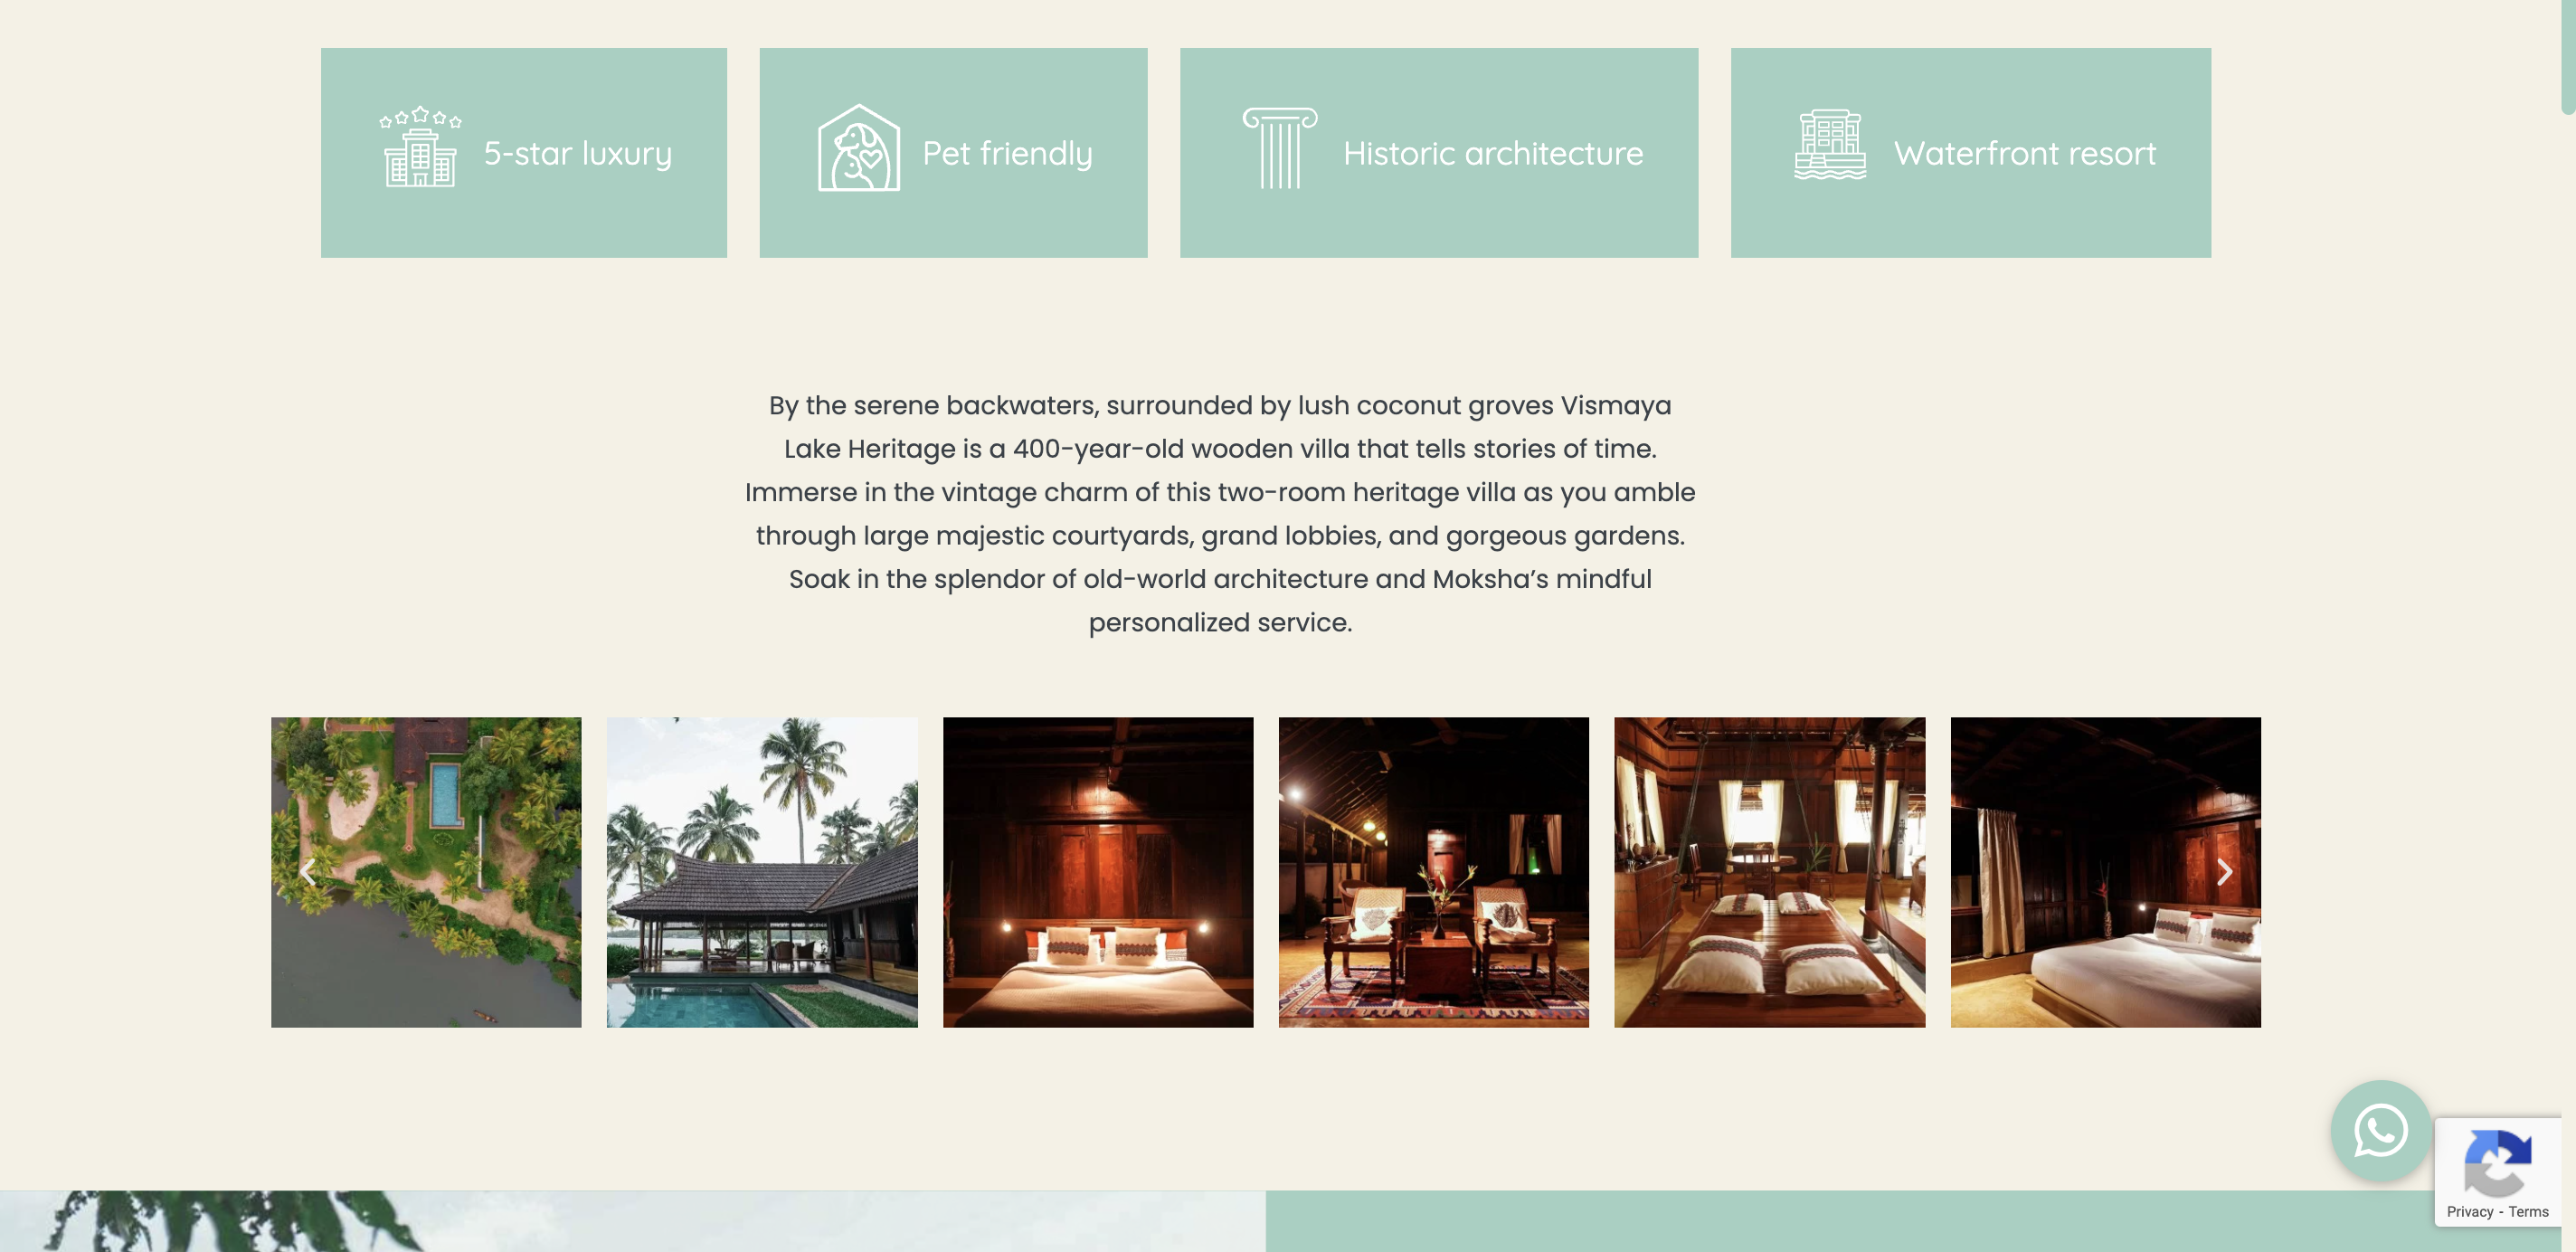 5-star luxury
Pet friendly
Historic architecture
Waterfront resort
By the serene backwaters, surrounded by lush coconut groves Vismaya
Lake Heritage is a 400-year-old wooden villa that tells stories of time.
Immerse in the vintage charm of this two-room heritage villa as you amble
through large majestic courtyards, grand lobbies, and gorgeous gardens.
Soak in the splendor of old-world architecture and Moksha’s mindful
personalized service.
Privacy - Terms